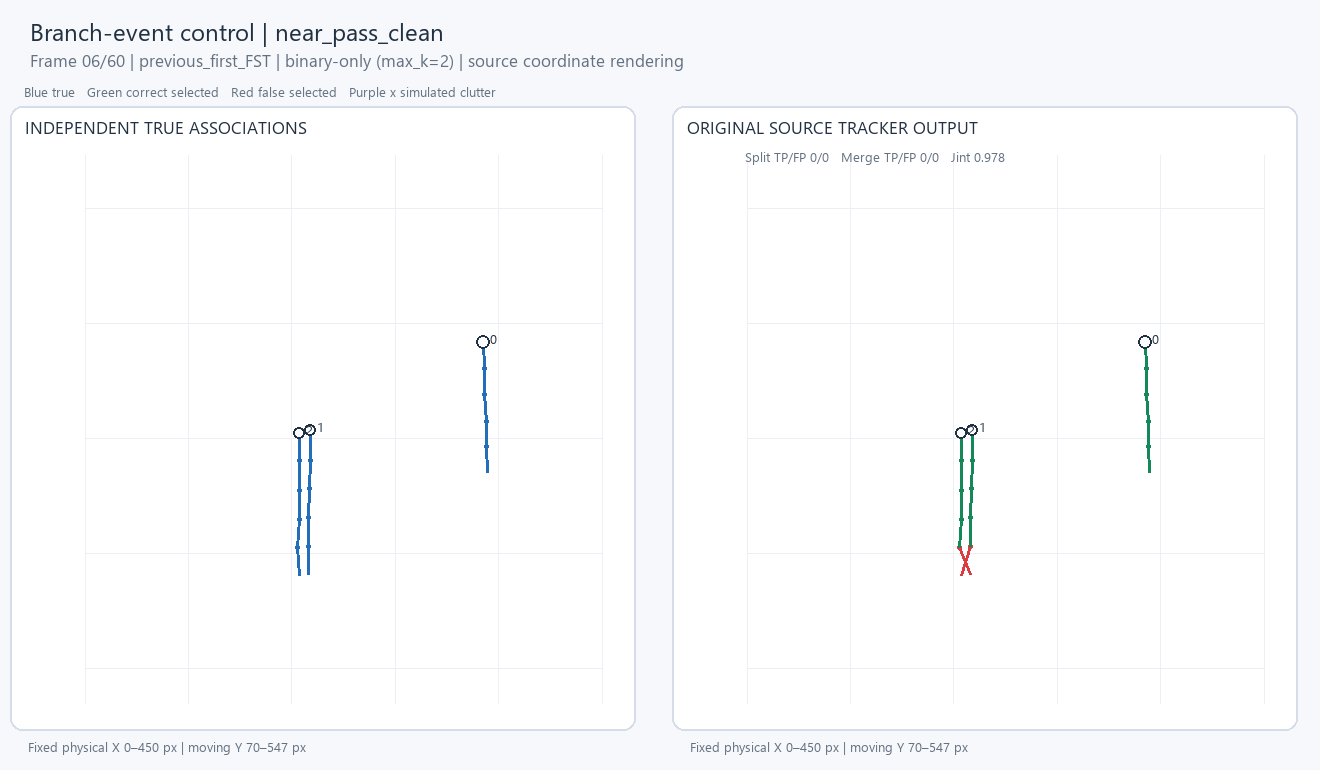 Branch-event control | near_pass_clean
Frame 06/60 | previous_first_FST | binary-only (max_k=2) | source coordinate rendering
Blue true Green correct selected Red false selected Purple x simulated clutter
INDEPENDENT TRUE ASSOCIATIONS
0
1
Fixed physical X 0–450 px | moving Y 70–547 px
ORIGINAL SOURCE TRACKER OUTPUT
Split TP/FP 0/0 Merge TP/FP 0/0 Jint 0.978
0
1
Fixed physical X 0–450 px | moving Y 70–547 px